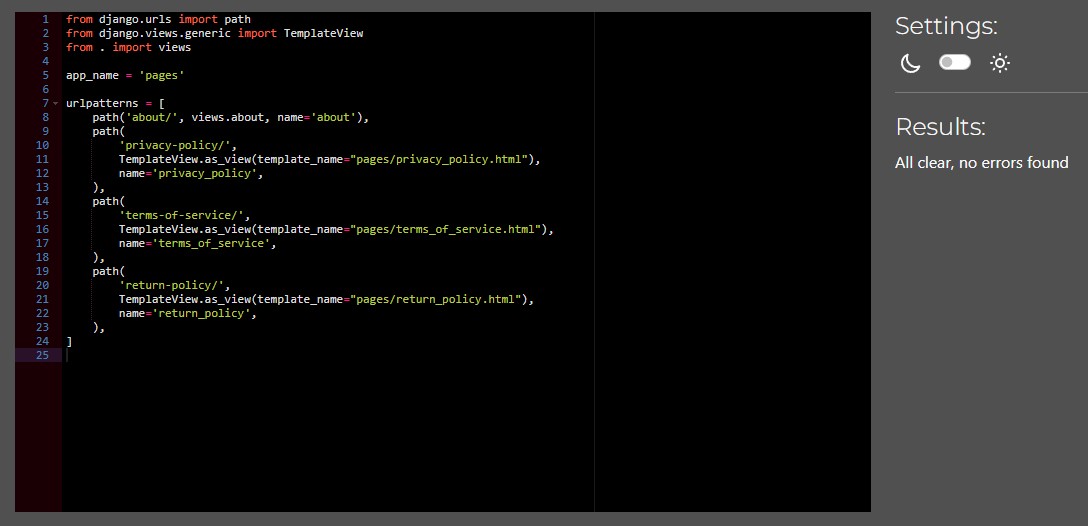 1 from django.urls import path
2 from django.views.generic import TemplateView
3 from . import views
4
5 app_name = 'pages'
6
7 urlpatterns = [
8     path('about/', views.about, name='about'),
9     path(
10         'privacy-policy/',
11         TemplateView.as_view(template_name="pages/privacy_policy.html"),
12         name='privacy_policy',
13     ),
14     path(
15         'terms-of-service/',
16         TemplateView.as_view(template_name="pages/terms_of_service.html"),
17         name='terms_of_service',
18     ),
19     path(
20         'return-policy/',
21         TemplateView.as_view(template_name="pages/return_policy.html"),
22         name='return_policy',
23     ),
24 ]
25
Settings:
Results:
All clear, no errors found